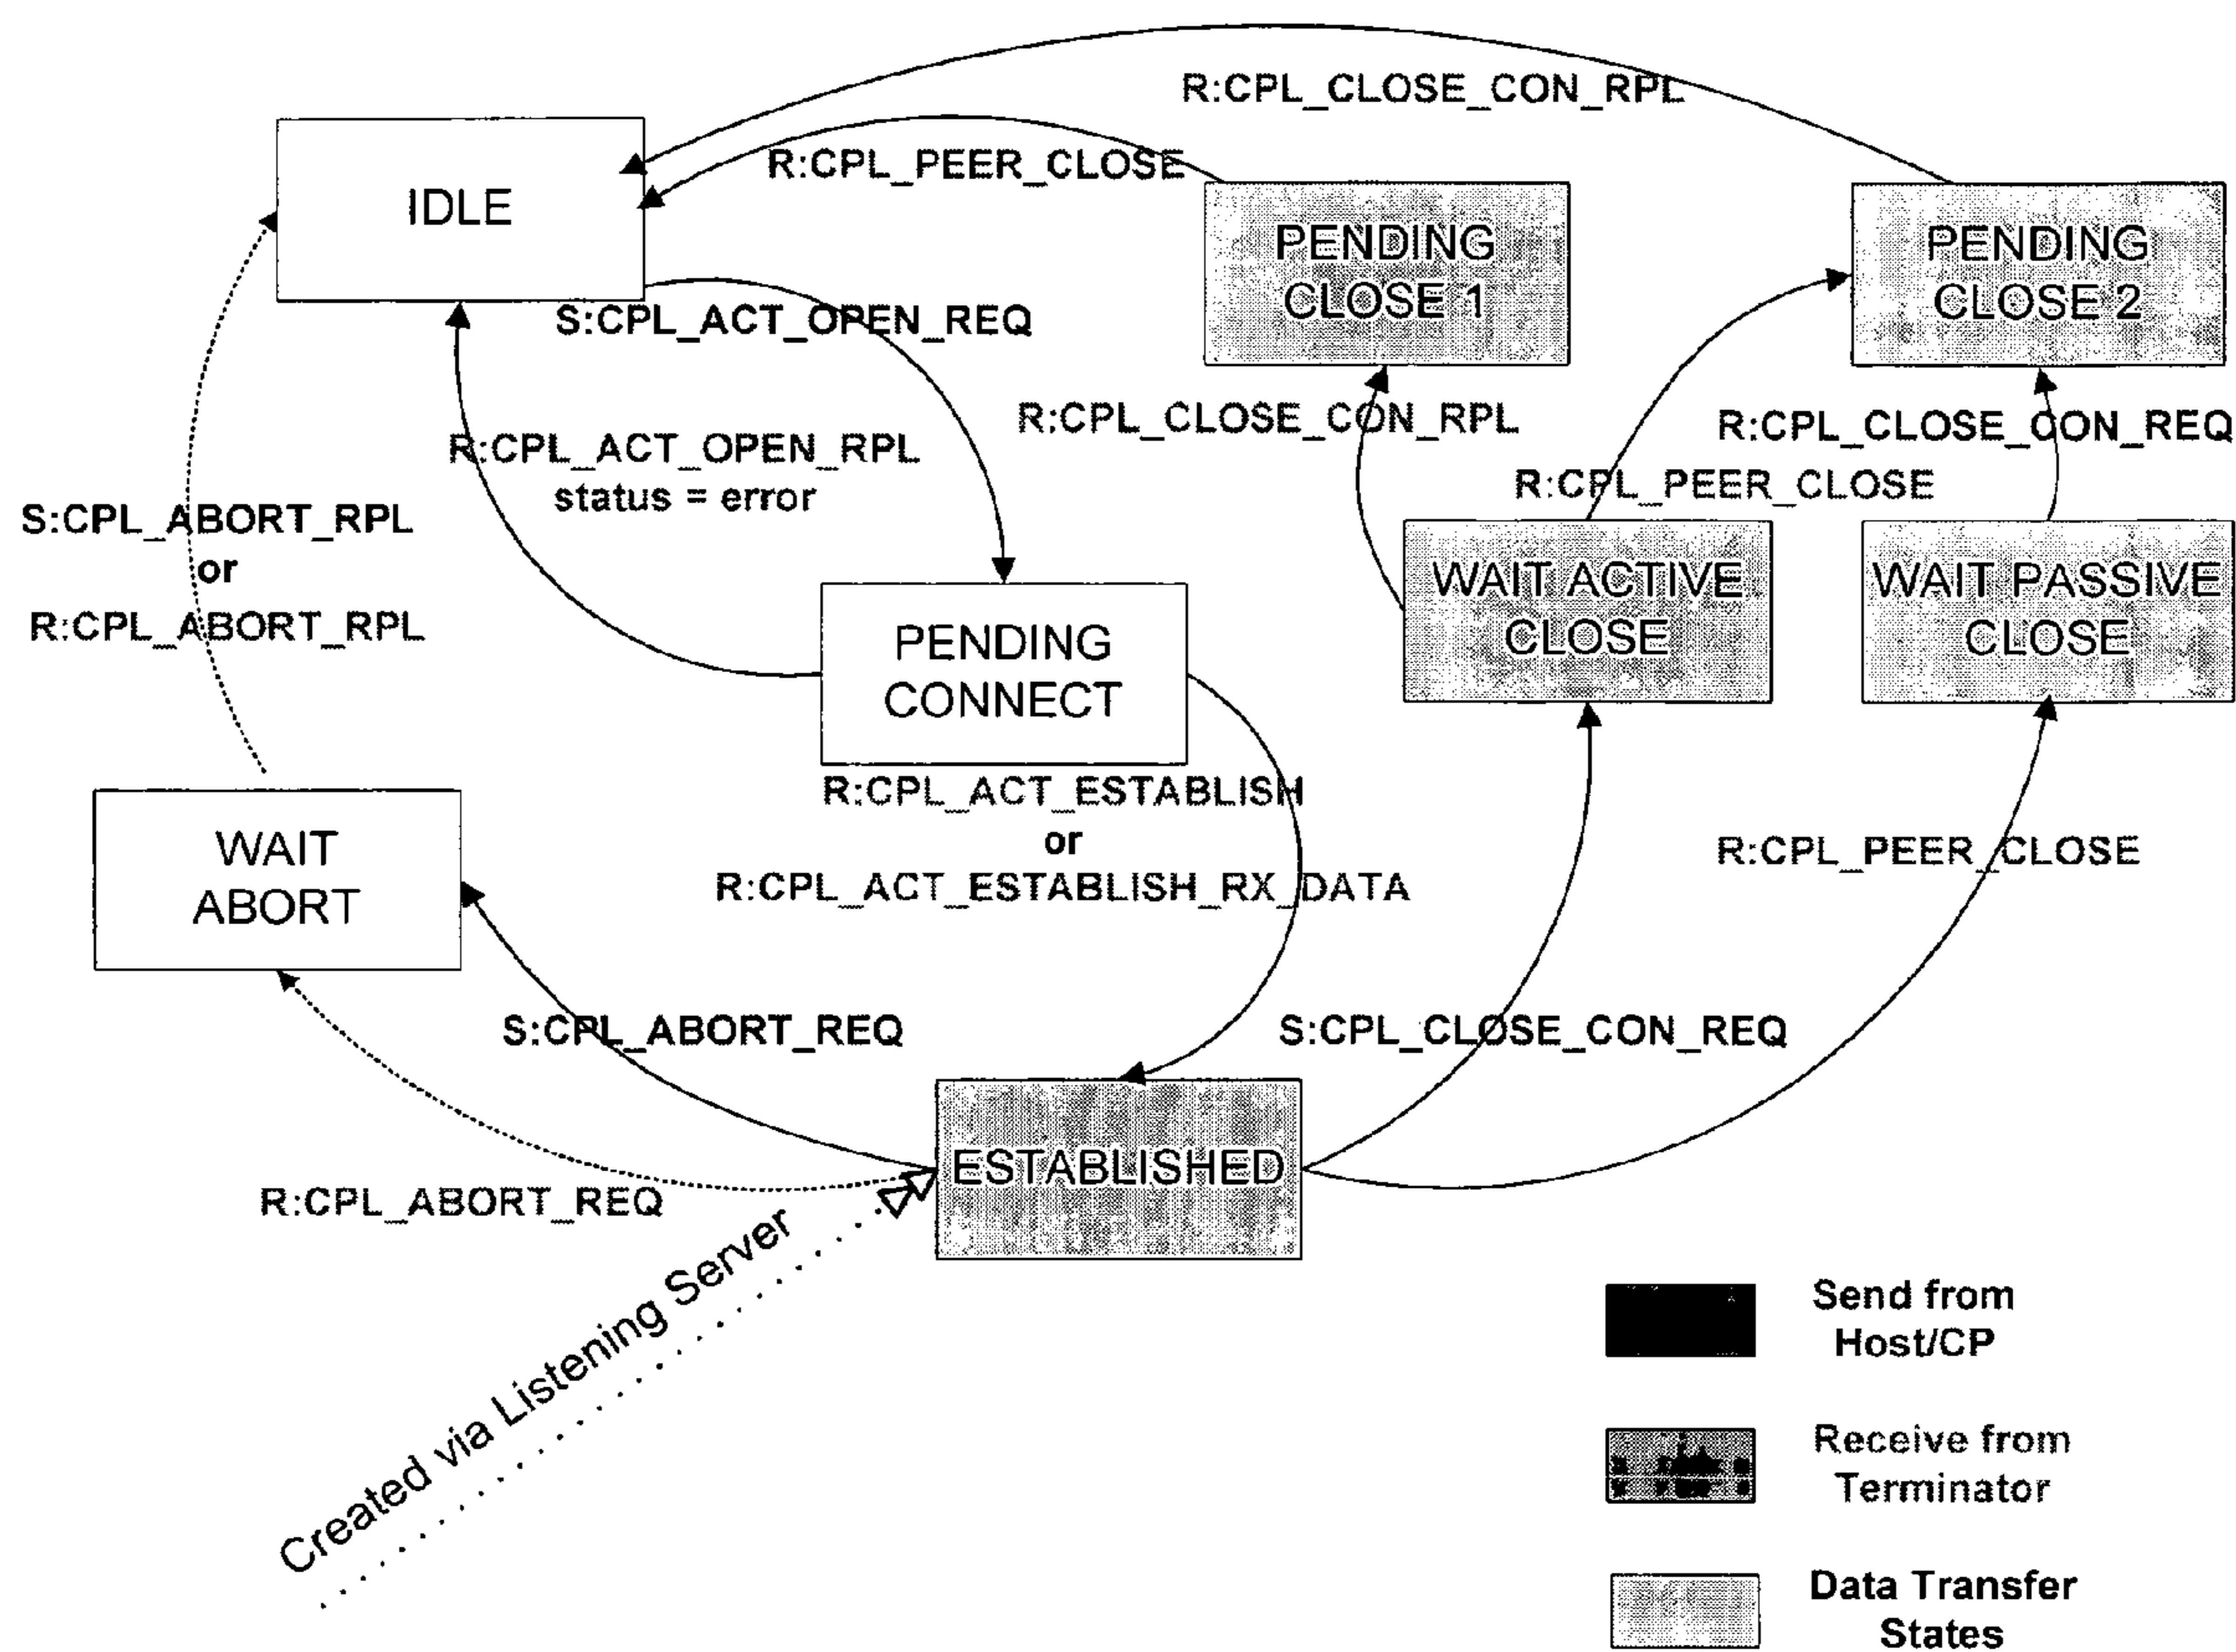 R:CPL_CLOSE_CON_RPL
R:CPL_PEER_CLOSE
IDLE
PENDING
CLOSE 1
PENDING
CLOSE 2
S:CPL_ACT_OPEN_REQ
R:CPL_CLOSE_CON_RPL
R:CPL_CLOSE_CON_REQ
R:CPL_ACT_OPEN_RPL
status = error
R:CPL_PEER_CLOSE
S:CPL_ABORT_RPL
or
R:CPL_ABORT_RPL
WAIT ACTIVE
CLOSE
WAIT PASSIVE
CLOSE
PENDING
CONNECT
R:CPL_ACT_ESTABLISH
or
R:CPL_ACT_ESTABLISH_RX_DATA
WAIT
ABORT
R:CPL_PEER_CLOSE
S:CPL_ABORT_REQ
S:CPL_CLOSE_CON_REQ
ESTABLISHED
R:CPL_ABORT_REQ
Created via Listening Server
Send from
Host/CP
Receive from
Terminator
Data Transfer
States